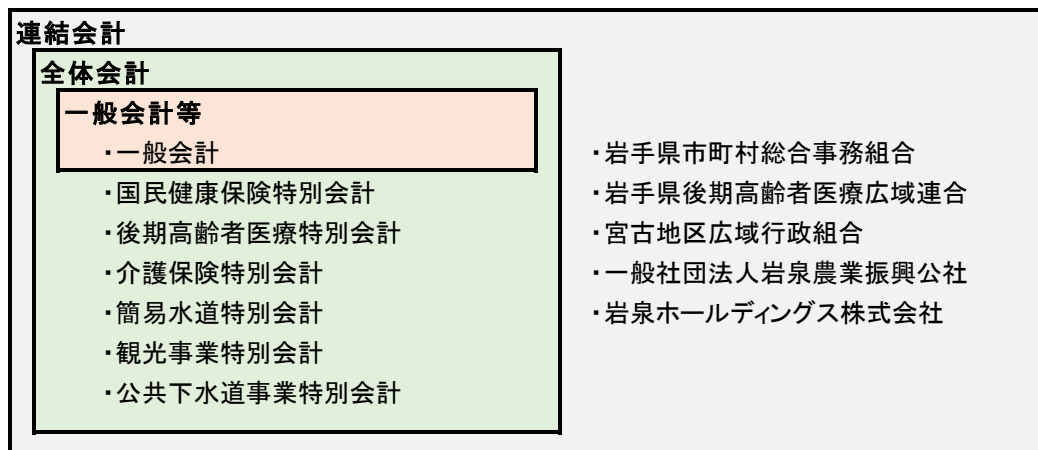 連結会計
全体会計
一般会計等
・一般会計
・国民健康保険特別会計
・後期高齢者医療特別会計
・介護保険特別会計
・簡易水道特別会計
・観光事業特別会計
・公共下水道事業特別会計
・岩手県市町村総合事務組合
・岩手県後期高齢者医療広域連合
・宮古地区広域行政組合
・一般社団法人岩泉農業振興公社
・岩泉ホールディングス株式会社